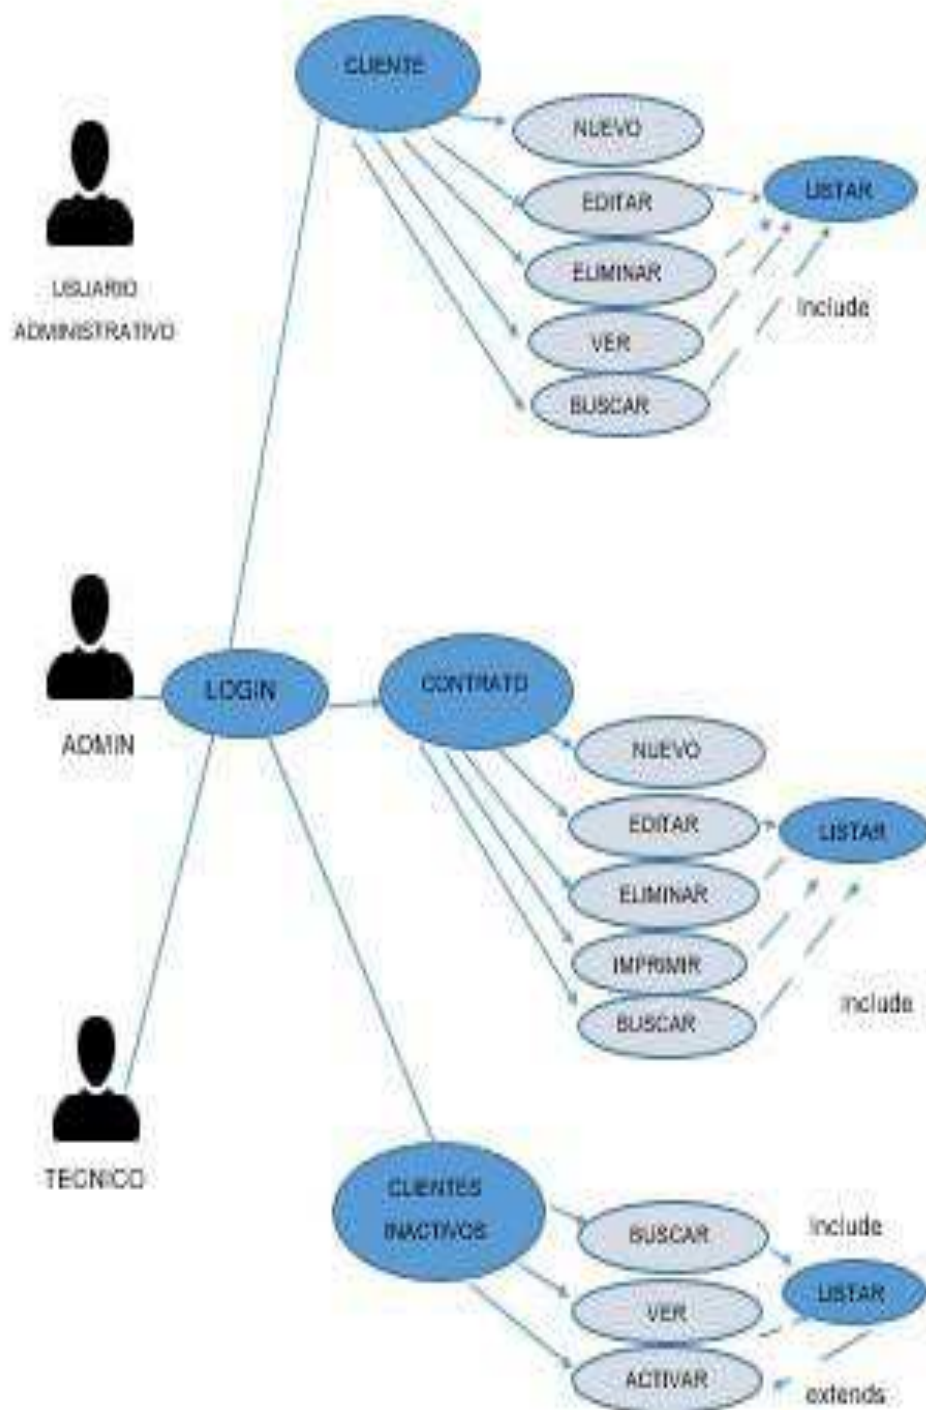 CLIENTE
NUEVO
EDITAR
LISTAR
ELIMINAR
Include
VER
BUSCAR
USUARIO
ADMINISTRATIVO
LOGIN
CONTRATO
ADMIN
NUEVO
EDITAR
LISTAR
ELIMINAR
IMPRIMIR
Include
BUSCAR
TECNICO
CLIENTES
INACTIVOS
BUSCAR
Include
LISTAR
VER
ACTIVAR
extends